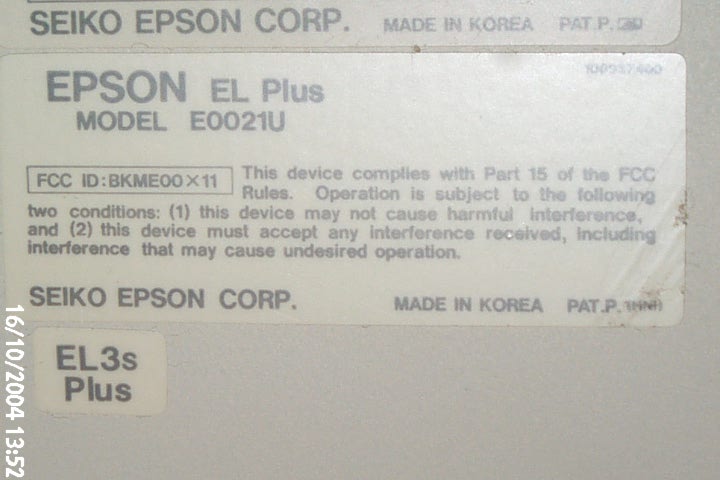 SEIKO EPSON CORP. MADE IN KOREA PAT.P.
EPSON EL Plus
MODEL E0021U
FCC ID:BKME00X11 This device complies with Part 15 of the FCC
Rules. Operation is subject to the following
two conditions: (1) this device may not cause harmful interference,
and (2) this device must accept any interference received, including
interference that may cause undesired operation.
SEIKO EPSON CORP. MADE IN KOREA PAT.P.
EL3s
Plus
16/10/2004 13:52